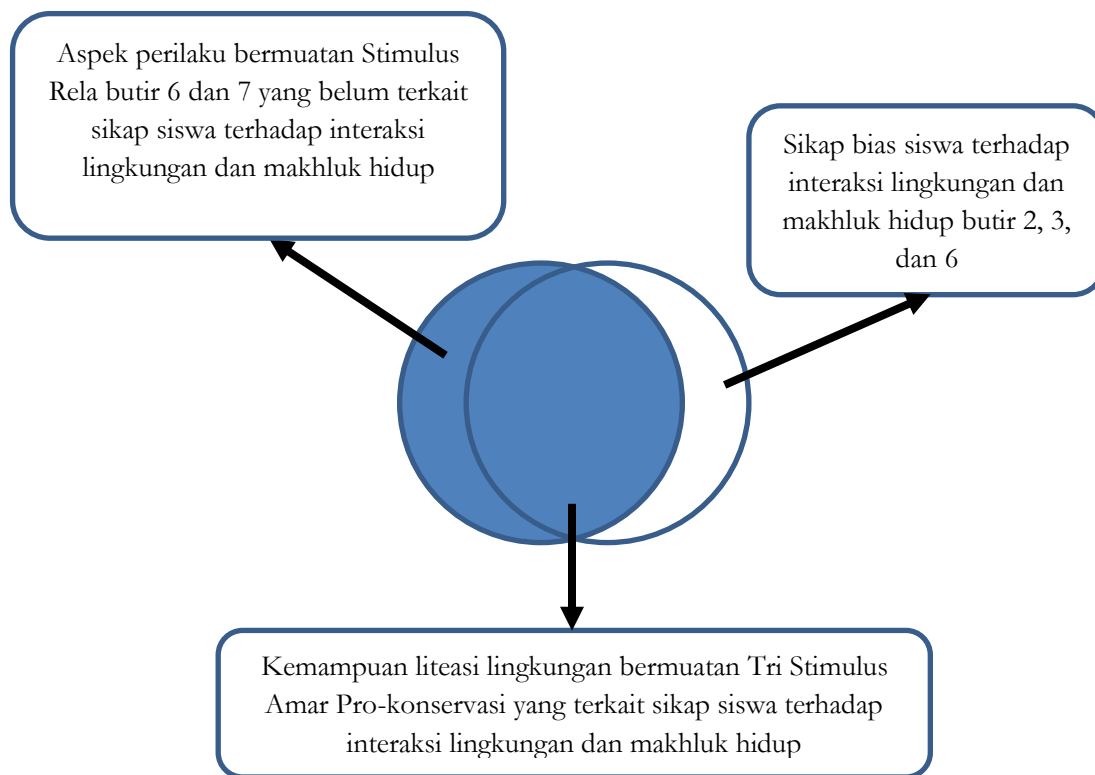 Aspek perilaku bermuatan Stimulus
Rela butir 6 dan 7 yang belum terkait
sikap siswa terhadap interaksi
lingkungan dan makhluk hidup
Sikap bias siswa terhadap
interaksi lingkungan dan
makhluk hidup butir 2, 3,
dan 6
Kemampuan liteasi lingkungan bermuatan Tri Stimulus
Amar Pro-konservasi yang terkait sikap siswa terhadap
interaksi lingkungan dan makhluk hidup